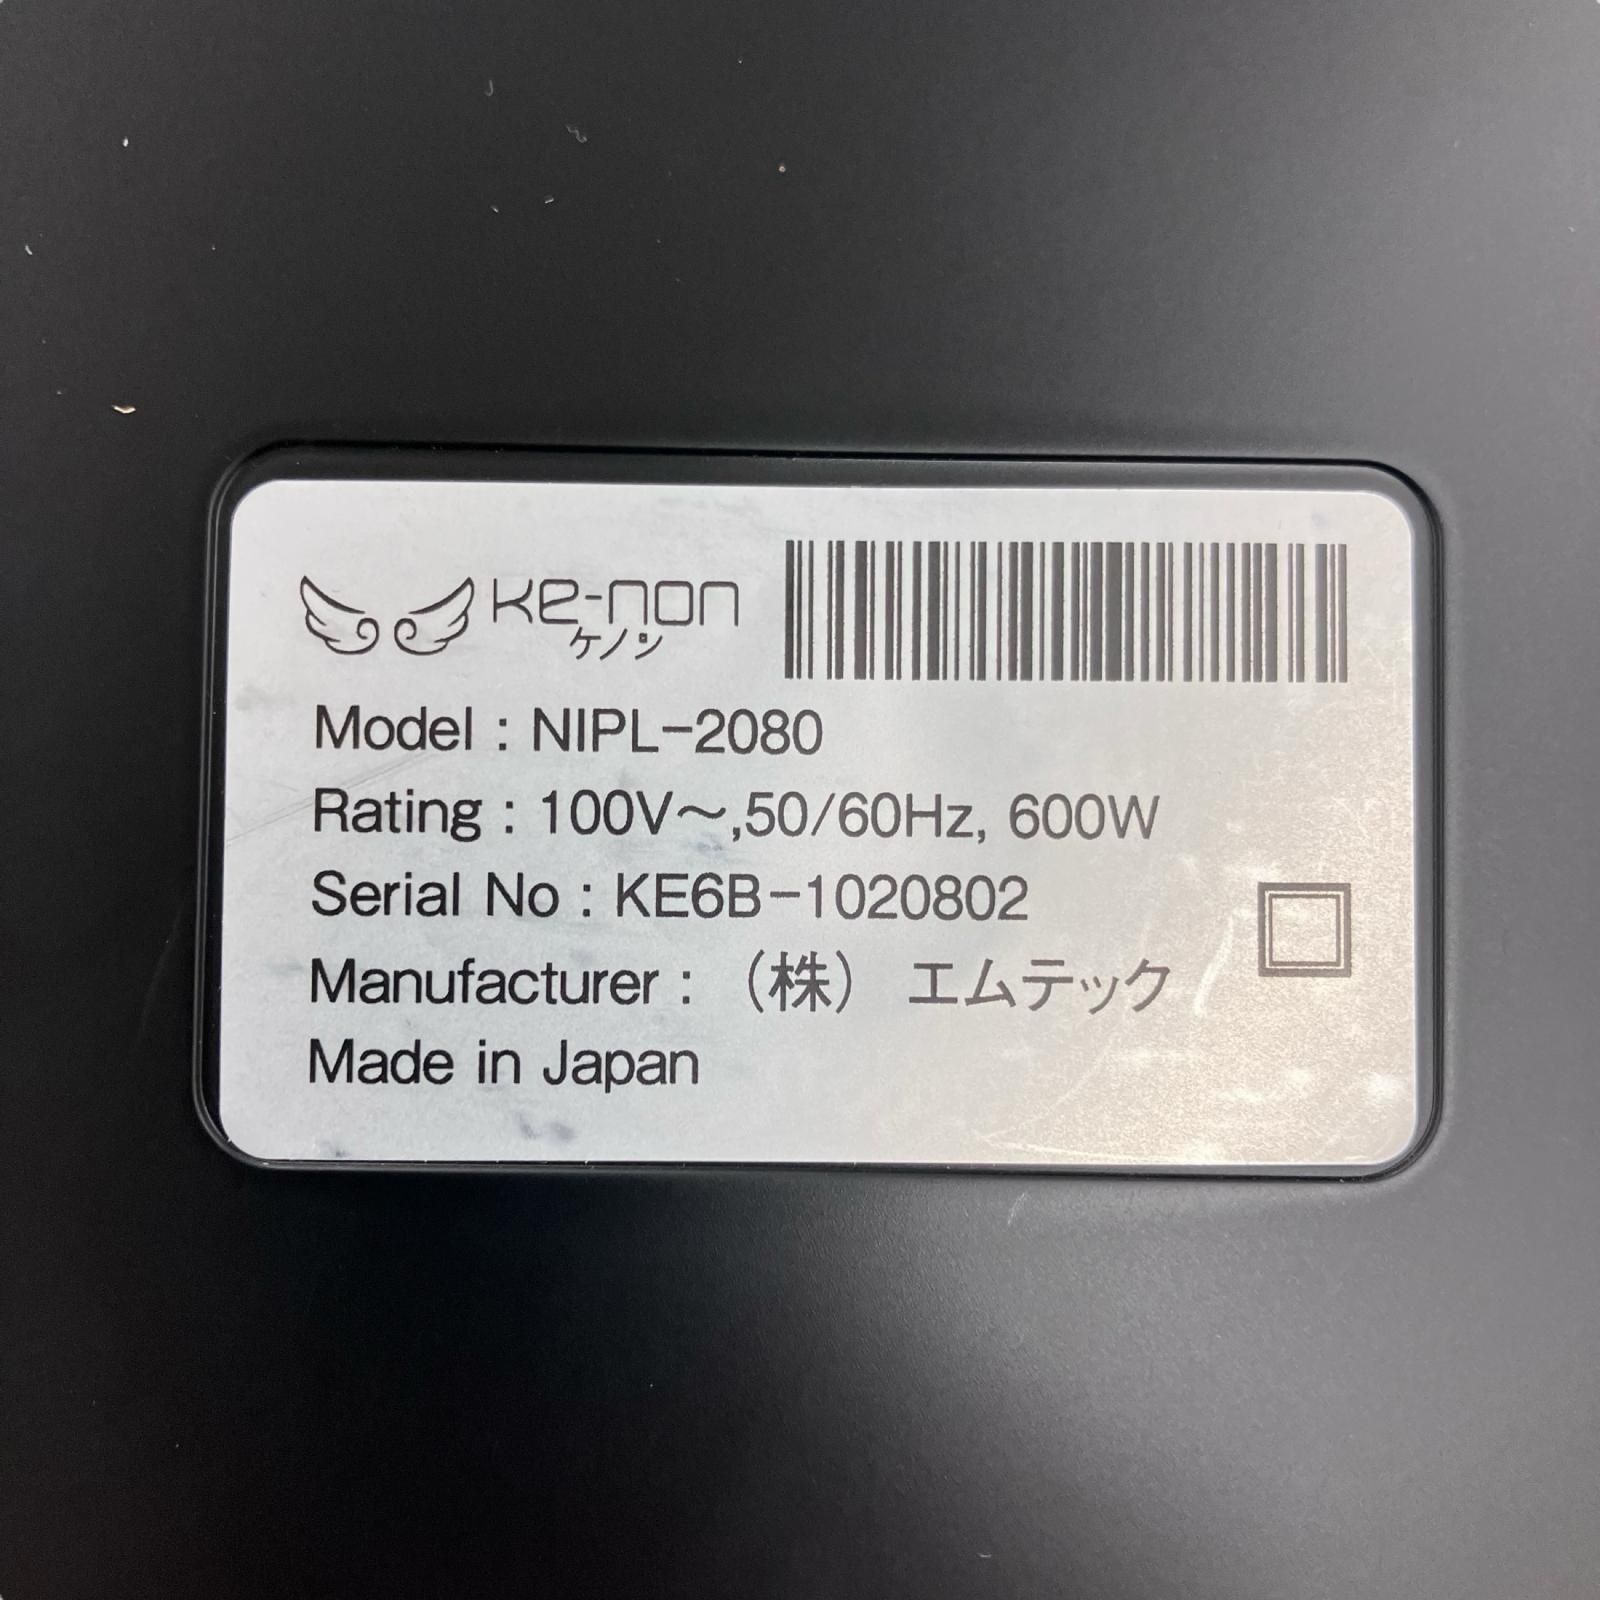 Ke-non
ケノン
Model : NIPL-2080
Rating : 100V～,50/60Hz, 600W
Serial No : KE6B-1020802
Manufacturer : （株） エムテック
Made in Japan